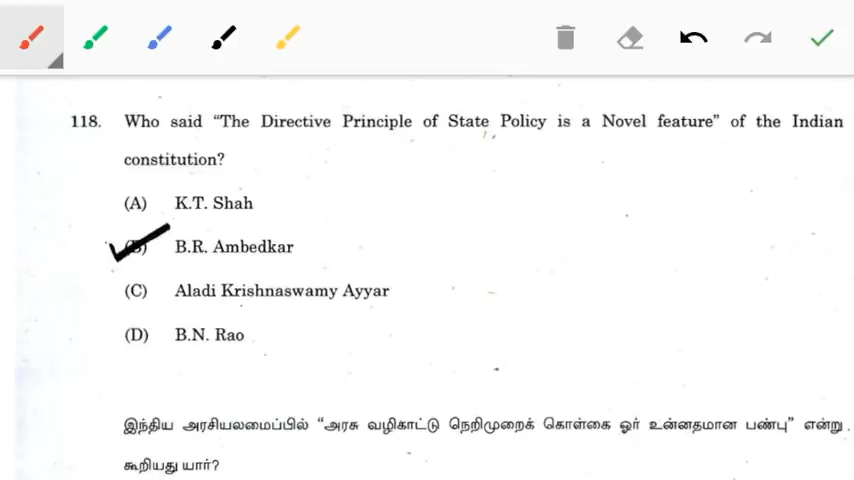 118. Who said “The Directive Principle of State Policy is a Novel feature” of the Indian
constitution?
(A) K.T. Shah
(B) B.R. Ambedkar
(C) Aladi Krishnaswamy Ayyar
(D) B.N. Rao
இந்திய அரசியலமைப்பில் “அரசு வழிகாட்டு நெறிமுறைக் கொள்கை ஓர் உன்னதமான பண்பு” என்று
கூறியது யார்?